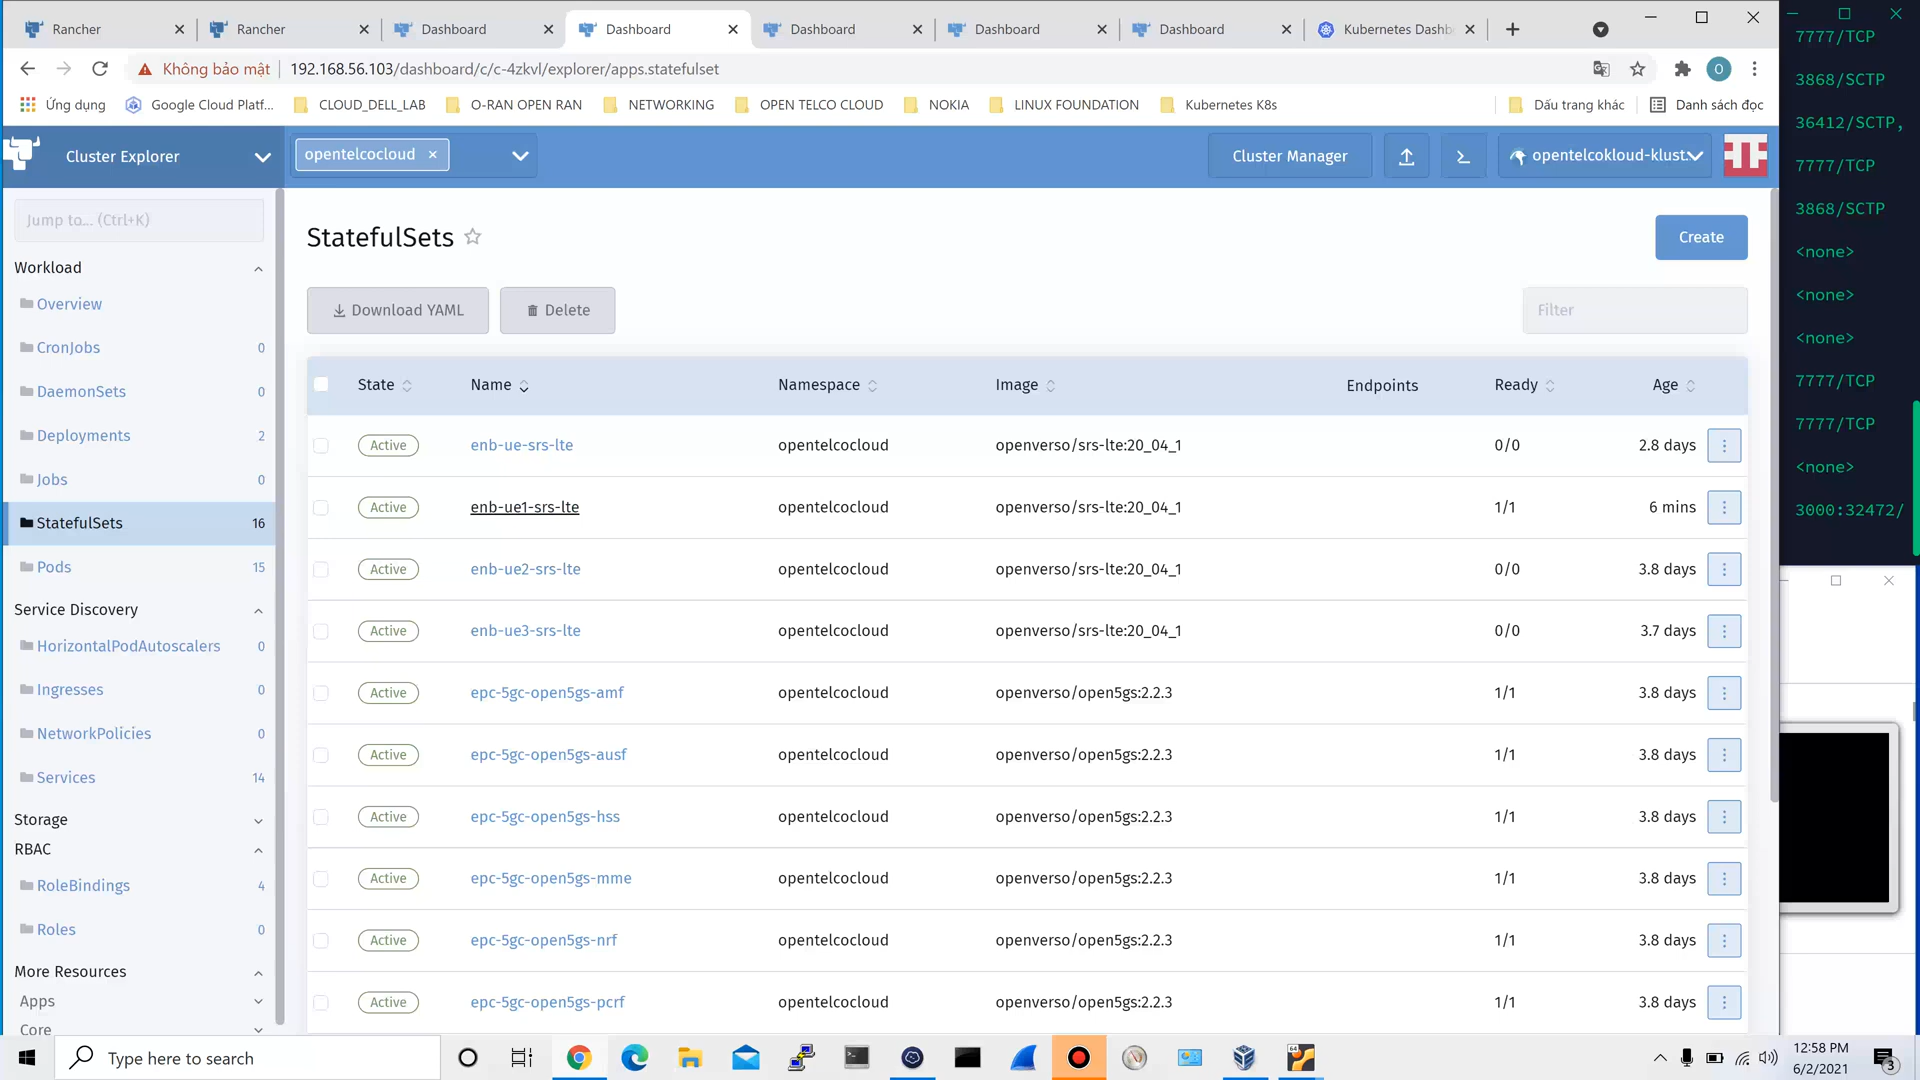 Rancher
Rancher
Dashboard
Dashboard
Dashboard
Dashboard
Dashboard
Kubernetes Dashb
Không bảo mật
192.168.56.103/dashboard/c/c-4zkvl/explorer/apps.statefulset
O
Ứng dụng
Google Cloud Platf...
CLOUD_DELL_LAB
O-RAN OPEN RAN
NETWORKING
OPEN TELCO CLOUD
NOKIA
LINUX FOUNDATION
Kubernetes K8s
Dấu trang khác
Danh sách đọc
Cluster Explorer
opentelcocloud
Cluster Manager
opentelcokloud-klust
Jump to... (Ctrl+K)
Workload
Overview
CronJobs 0
DaemonSets 0
Deployments 2
Jobs 0
StatefulSets 16
Pods 15
Service Discovery
HorizontalPodAutoscalers 0
Ingresses 0
NetworkPolicies 0
Services 14
Storage
RBAC
RoleBindings 4
Roles 0
More Resources
Apps
Core
StatefulSets
Create
Download YAML
Delete
Filter
State Name Namespace Image Endpoints Ready Age
Active enb-ue-srs-lte opentelcocloud openverso/srs-lte:20_04_1 0/0 2.8 days
Active enb-ue1-srs-lte opentelcocloud openverso/srs-lte:20_04_1 1/1 6 mins
Active enb-ue2-srs-lte opentelcocloud openverso/srs-lte:20_04_1 0/0 3.8 days
Active enb-ue3-srs-lte opentelcocloud openverso/srs-lte:20_04_1 0/0 3.7 days
Active epc-5gc-open5gs-amf opentelcocloud openverso/open5gs:2.2.3 1/1 3.8 days
Active epc-5gc-open5gs-ausf opentelcocloud openverso/open5gs:2.2.3 1/1 3.8 days
Active epc-5gc-open5gs-hss opentelcocloud openverso/open5gs:2.2.3 1/1 3.8 days
Active epc-5gc-open5gs-mme opentelcocloud openverso/open5gs:2.2.3 1/1 3.8 days
Active epc-5gc-open5gs-nrf opentelcocloud openverso/open5gs:2.2.3 1/1 3.8 days
Active epc-5gc-open5gs-pcrf opentelcocloud openverso/open5gs:2.2.3 1/1 3.8 days
7777/TCP
3868/SCTP
36412/SCTP,
7777/TCP
3868/SCTP
<none>
<none>
<none>
7777/TCP
7777/TCP
<none>
3000:32472/
Type here to search
64
12:58 PM
6/2/2021
3